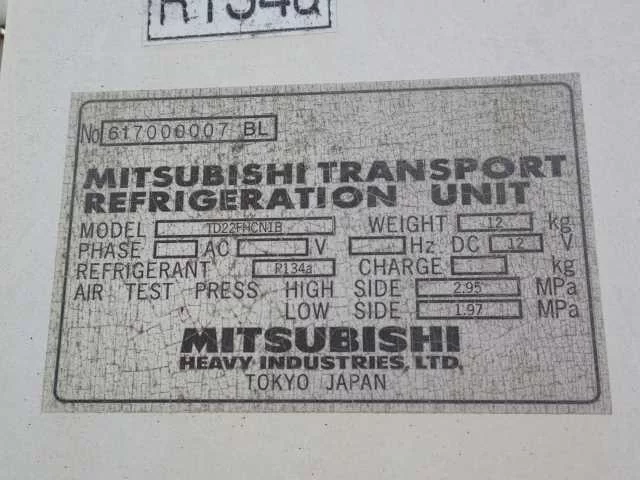 R134a
No 617000007 BL
MITSUBISHI TRANSPORT
REFRIGERATION UNIT
MODEL TD22FHCNIB WEIGHT 12 kg
PHASE AC V Hz DC 12 V
REFRIGERANT R134a CHARGE kg
AIR TEST PRESS HIGH SIDE 2.95 MPa
LOW SIDE 1.97 MPa
MITSUBISHI
HEAVY INDUSTRIES, LTD.
TOKYO JAPAN